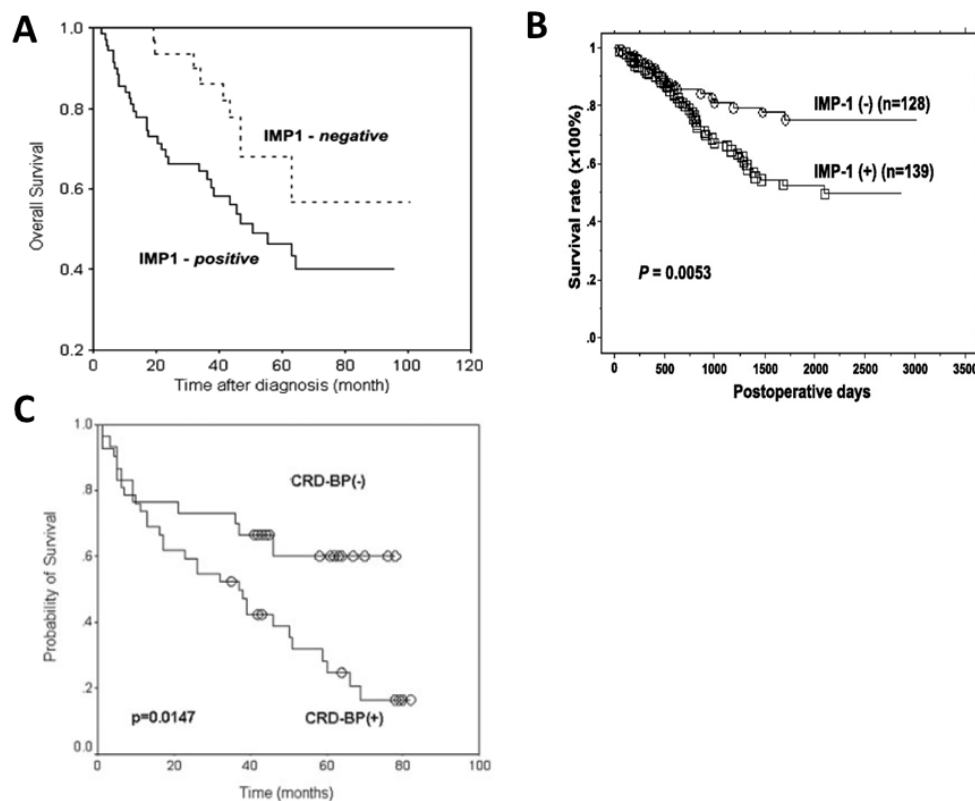 A
1.0
0.8
0.6
0.4
0.2
Overall Survival
IMP1 - negative
IMP1 - positive
0 20 40 60 80 100 120
Time after diagnosis (month)
B
1
.8
.6
.4
.2
.0
Survival rate (x100%)
IMP-1 (-) (n=128)
IMP-1 (+) (n=139)
P = 0.0053
0 500 1000 1500 2000 2500 3000 3500
Postoperative days
C
1.0
.8
.6
.4
.2
0.0
Probability of Survival
CRD-BP(-)
CRD-BP(+)
p=0.0147
0 20 40 60 80 100
Time (months)